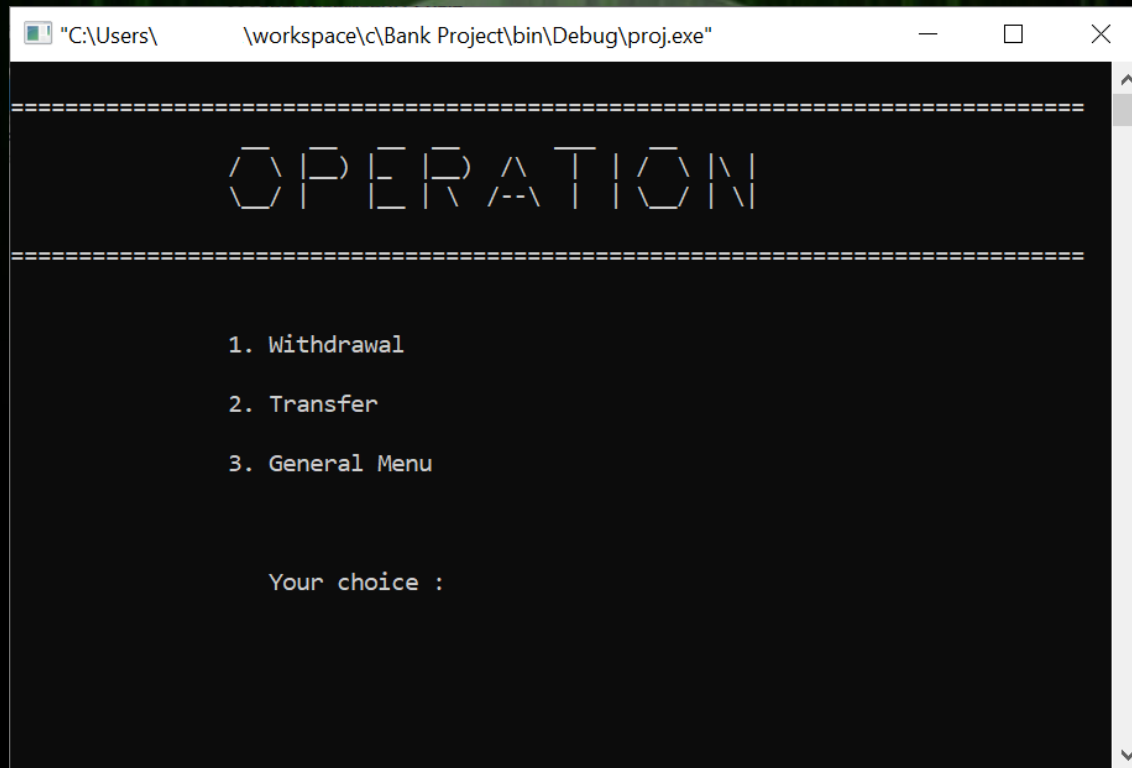 "C:\Users\ \workspace\c\Bank Project\bin\Debug\proj.exe"
===============================================================================
OPERATION
===============================================================================
1. Withdrawal
2. Transfer
3. General Menu
Your choice :